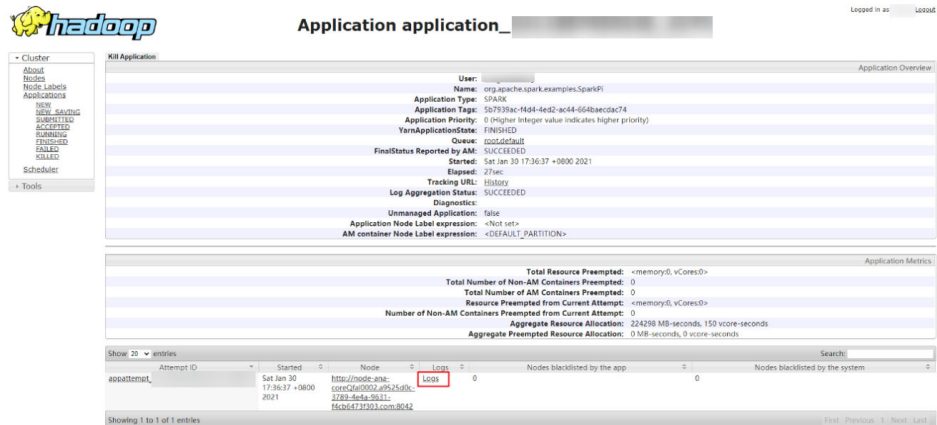 Logged in as
Logout
hadoop
Application application_
Cluster
About
Nodes
Node Labels
Applications
NEW
NEW_SAVING
SUBMITTED
ACCEPTED
RUNNING
FINISHED
FAILED
KILLED
Scheduler
Tools
Kill Application
Application Overview
User:
Name: org.apache.spark.examples.SparkPi
Application Type: SPARK
Application Tags: 5b7939ac-f4d4-4ed2-ac44-664baecdac74
Application Priority: 0 (Higher Integer value indicates higher priority)
YarnApplicationState: FINISHED
Queue: root.default
FinalStatus Reported by AM: SUCCEEDED
Started: Sat Jan 30 17:36:37 +0800 2021
Elapsed: 27sec
Tracking URL: History
Log Aggregation Status: SUCCEEDED
Diagnostics:
Unmanaged Application: false
Application Node Label expression: <Not set>
AM container Node Label expression: <DEFAULT_PARTITION>
Application Metrics
Total Resource Preempted: <memory:0, vCores:0>
Total Number of Non-AM Containers Preempted: 0
Total Number of AM Containers Preempted: 0
Resource Preempted from Current Attempt: <memory:0, vCores:0>
Number of Non-AM Containers Preempted from Current Attempt: 0
Aggregate Resource Allocation: 224298 MB-seconds, 150 vcore-seconds
Aggregate Preempted Resource Allocation: 0 MB-seconds, 0 vcore-seconds
Show 20 entries Search:
Attempt ID Started Node Logs Nodes blacklisted by the app Nodes blacklisted by the system
appattempt_ Sat Jan 30 http://node-ana- Logs 0 0
17:36:37 +0800
2021
3789-4e4a-9631-
f4cb6473f303.com:8042
Showing 1 to 1 of 1 entries First Previous 1 Next Last